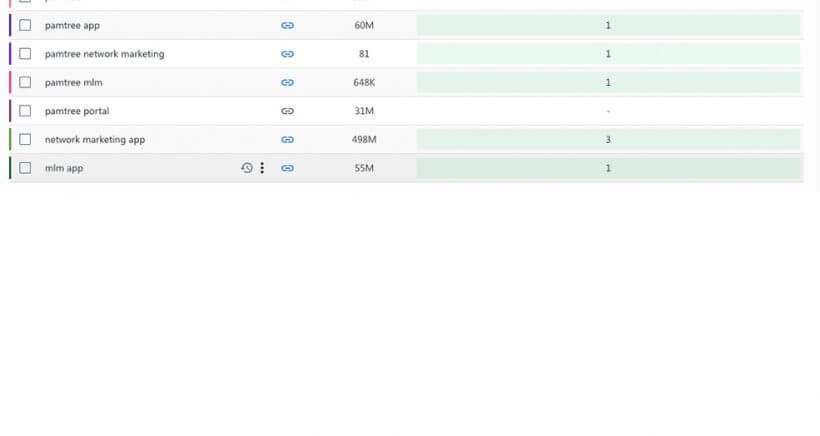 pamtree app 60M 1
pamtree network marketing 81 1
pamtree mlm 648K 1
pamtree portal 31M -
network marketing app 498M 3
mlm app 55M 1